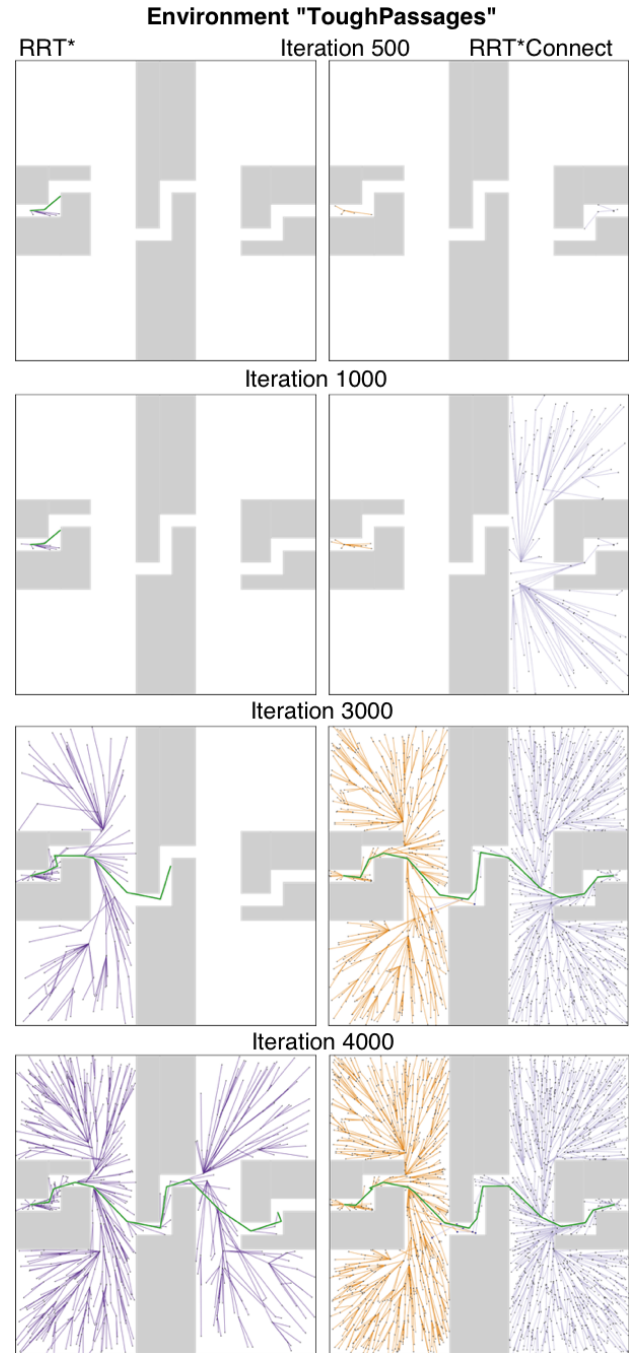 Environment "ToughPassages"
RRT* Iteration 500 RRT*Connect
Iteration 1000
Iteration 3000
Iteration 4000